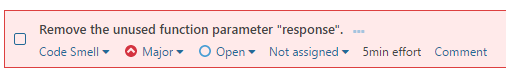 Remove the unused function parameter "response". ...
Code Smell Major Open Not assigned 5min effort Comment